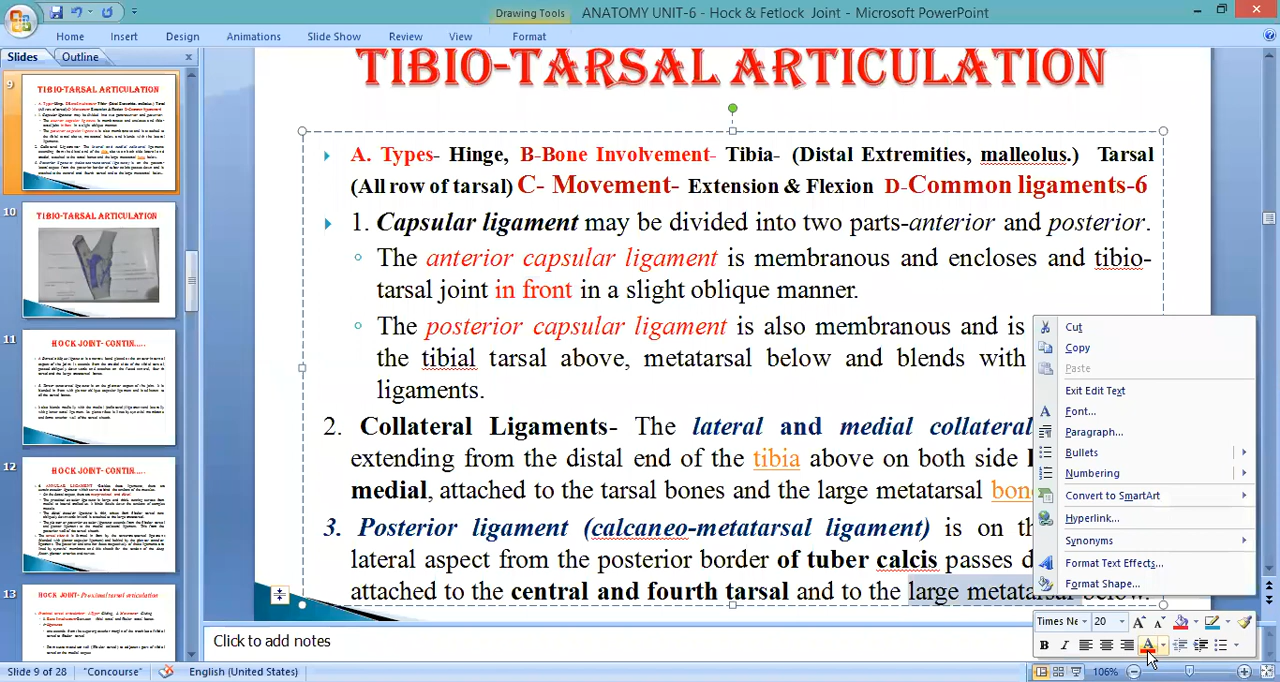 Drawing Tools
ANATOMY UNIT-6 - Hock & Fetlock Joint - Microsoft PowerPoint
Home Insert Design Animations Slide Show Review View Format
Slides Outline
9
TIBIO-TARSAL ARTICULATION
10
TIBIO-TARSAL ARTICULATION
11
HOCK JOINT- CONTIN.....
12
HOCK JOINT- CONTIN.....
13
HOCK JOINT- Proximal tarsal articulation
TIBIO-TARSAL ARTICULATION
A. Types- Hinge, B-Bone Involvement- Tibia- (Distal Extremities, malleolus.) Tarsal
(All row of tarsal) C- Movement- Extension & Flexion D-Common ligaments-6
1. Capsular ligament may be divided into two parts-anterior and posterior.
The anterior capsular ligament is membranous and encloses and tibio-
tarsal joint in front in a slight oblique manner.
The posterior capsular ligament is also membranous and is
the tibial tarsal above, metatarsal below and blends with
ligaments.
2. Collateral Ligaments- The lateral and medial collateral
extending from the distal end of the tibia above on both side
medial, attached to the tarsal bones and the large metatarsal
3. Posterior ligament (calcaneo-metatarsal ligament) is on
lateral aspect from the posterior border of tuber calcis passes
attached to the central and fourth tarsal and to the large metatarsal below.
Cut
Copy
Paste
Exit Edit Text
Font...
Paragraph...
Bullets
Numbering
Convert to SmartArt
Hyperlink...
Synonyms
Format Text Effects...
Format Shape...
Times Ne 20 A A
B I A
Click to add notes
Slide 9 of 28 "Concourse" English (United States) 106%